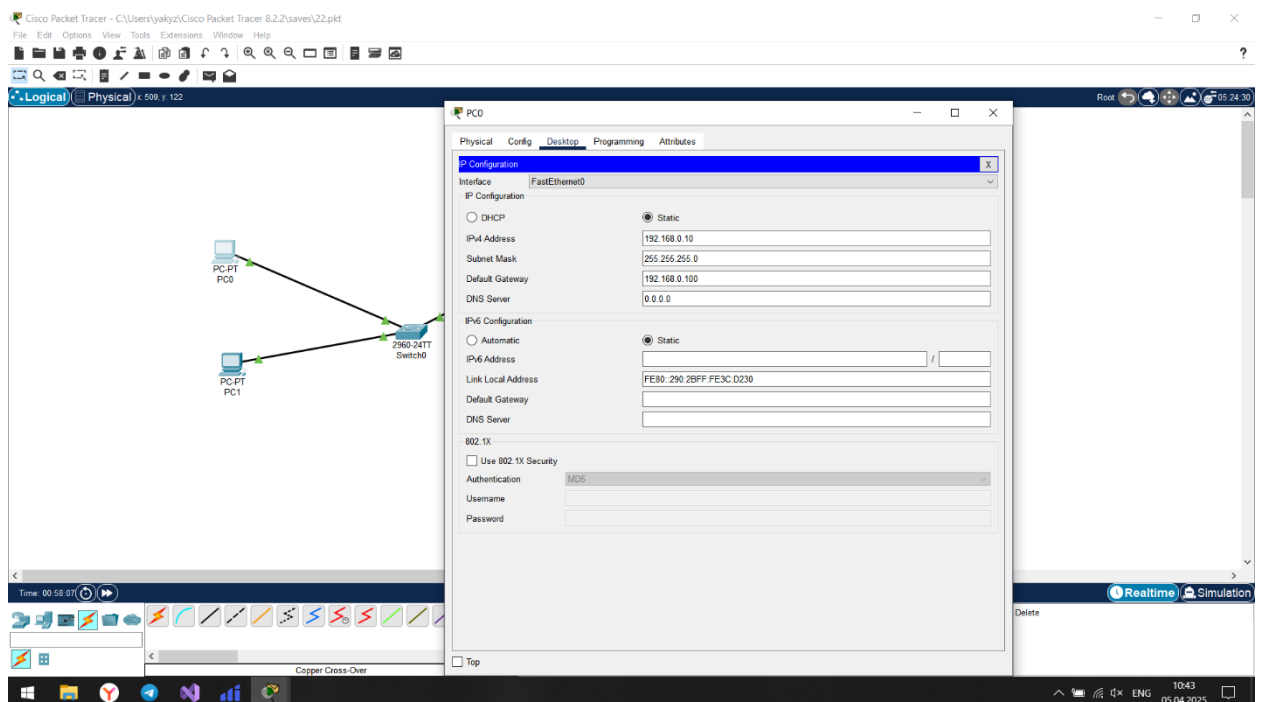 Cisco Packet Tracer - C:\Users\yakyz\Cisco Packet Tracer 8.2.2\saves\22.pkt
File Edit Options View Tools Extensions Window Help
?
Logical Physical x: 509, y: 122
Root 05:24:30
PC0
Physical Config Desktop Programming Attributes
IP Configuration X
Interface FastEthernet0
IP Configuration
DHCP Static
IPv4 Address 192.168.0.10
Subnet Mask 255.255.255.0
Default Gateway 192.168.0.100
DNS Server 0.0.0.0
IPv6 Configuration
Automatic Static
IPv6 Address /
Link Local Address FE80::290:2BFF:FE3C:D230
Default Gateway
DNS Server
802.1X
Use 802.1X Security
Authentication MD5
Username
Password
Top
PC-PT
PC0
2960-24TT
Switch0
PC-PT
PC1
Time: 00:58:07
Realtime Simulation
Delete
Copper Cross-Over
ENG 10:43
05.04.2025